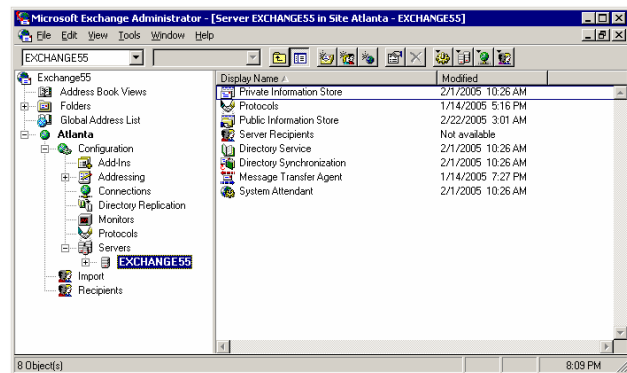 Microsoft Exchange Administrator - [Server EXCHANGE55 in Site Atlanta - EXCHANGE55]
File Edit View Tools Window Help
EXCHANGE55
Exchange55
Address Book Views
Folders
Global Address List
Atlanta
Configuration
Add-Ins
Addressing
Connections
Directory Replication
Monitors
Protocols
Servers
EXCHANGE55
Import
Recipients
Display Name Modified
Private Information Store 2/1/2005 10:26 AM
Protocols 1/14/2005 5:16 PM
Public Information Store 2/22/2005 3:01 AM
Server Recipients Not available
Directory Service 2/1/2005 10:26 AM
Directory Synchronization 2/1/2005 10:26 AM
Message Transfer Agent 1/14/2005 7:27 PM
System Attendant 2/1/2005 10:26 AM
8 Object(s) 8:09 PM